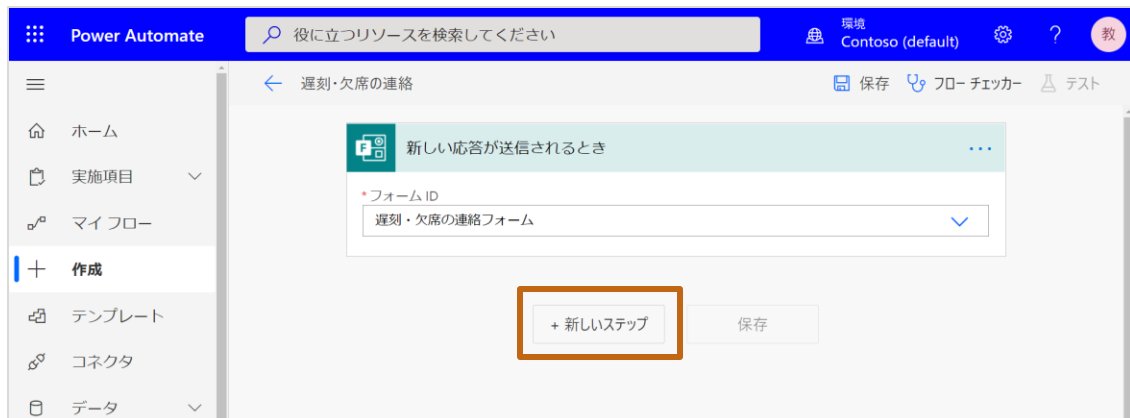 Power Automate
役に立つリソースを検索してください
環境
Contoso (default)
教
遅刻・欠席の連絡
保存
フロー チェッカー
テスト
ホーム
実施項目
マイ フロー
作成
テンプレート
コネクタ
データ
新しい応答が送信されるとき
* フォーム ID
遅刻・欠席の連絡フォーム
+ 新しいステップ
保存